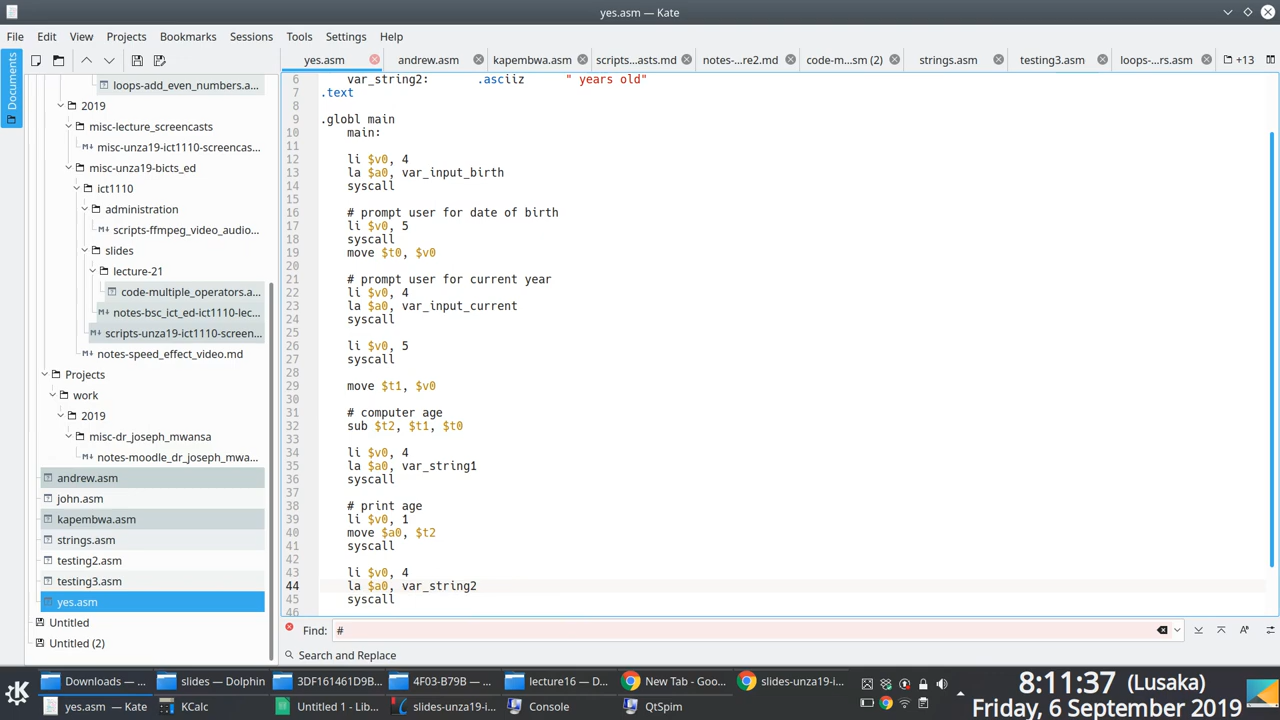 yes.asm — Kate
File Edit View Projects Bookmarks Sessions Tools Settings Help
Documents
yes.asm
andrew.asm
kapembwa.asm
scripts...asts.md
notes-...re2.md
code-m...sm (2)
strings.asm
testing3.asm
loops-...rs.asm
+13
loops-add_even_numbers.a...
2019
misc-lecture_screencasts
misc-unza19-ict1110-screencas...
misc-unza19-bicts_ed
ict1110
administration
scripts-ffmpeg_video_audio...
slides
lecture-21
code-multiple_operators.a...
notes-bsc_ict_ed-ict1110-lec...
scripts-unza19-ict1110-screen...
notes-speed_effect_video.md
Projects
work
2019
misc-dr_joseph_mwansa
notes-moodle_dr_joseph_mwa...
andrew.asm
john.asm
kapembwa.asm
strings.asm
testing2.asm
testing3.asm
yes.asm
Untitled
Untitled (2)
6 var_string2: .asciiz " years old"
7 .text
8
9 .globl main
10 main:
11
12 li $v0, 4
13 la $a0, var_input_birth
14 syscall
15
16 # prompt user for date of birth
17 li $v0, 5
18 syscall
19 move $t0, $v0
20
21 # prompt user for current year
22 li $v0, 4
23 la $a0, var_input_current
24 syscall
25
26 li $v0, 5
27 syscall
28
29 move $t1, $v0
30
31 # computer age
32 sub $t2, $t1, $t0
33
34 li $v0, 4
35 la $a0, var_string1
36 syscall
37
38 # print age
39 li $v0, 1
40 move $a0, $t2
41 syscall
42
43 li $v0, 4
44 la $a0, var_string2
45 syscall
46
Find: #
Search and Replace
Downloads — ...
slides — Dolphin
3DF161461D9B...
4F03-B79B — ...
lecture16 — D...
New Tab - Goo...
slides-unza19-i...
yes.asm — Kate
KCalc
Untitled 1 - Lib...
slides-unza19-i...
Console
QtSpim
8:11:37 (Lusaka)
Friday, 6 September 2019